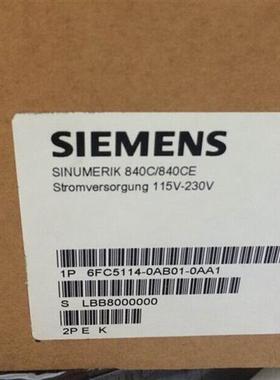 SIEMENS
SINUMERIK 840C/840CE
Stromversorgung 115V-230V
1P 6FC5114-0AB01-0AA1
S LBB8000000
2P E K